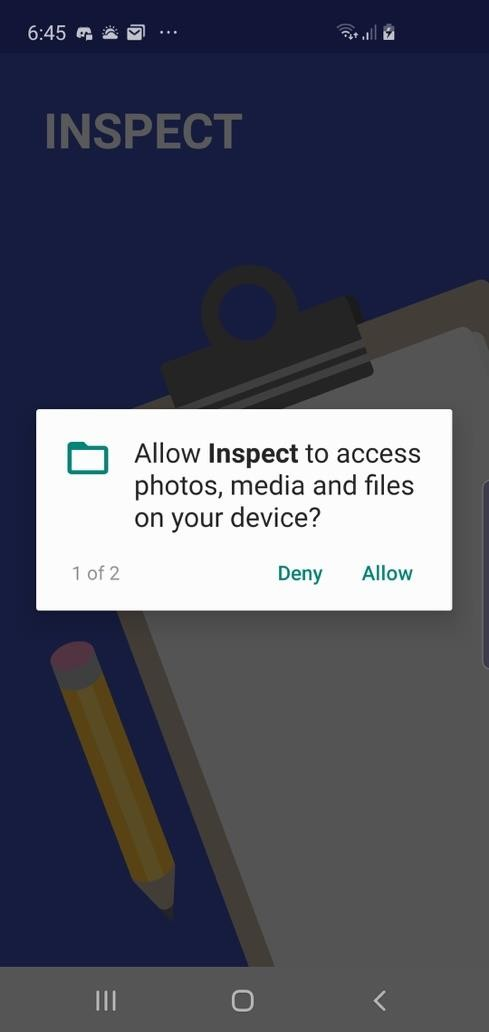 6:45
INSPECT
Allow Inspect to access
photos, media and files
on your device?
1 of 2 Deny Allow